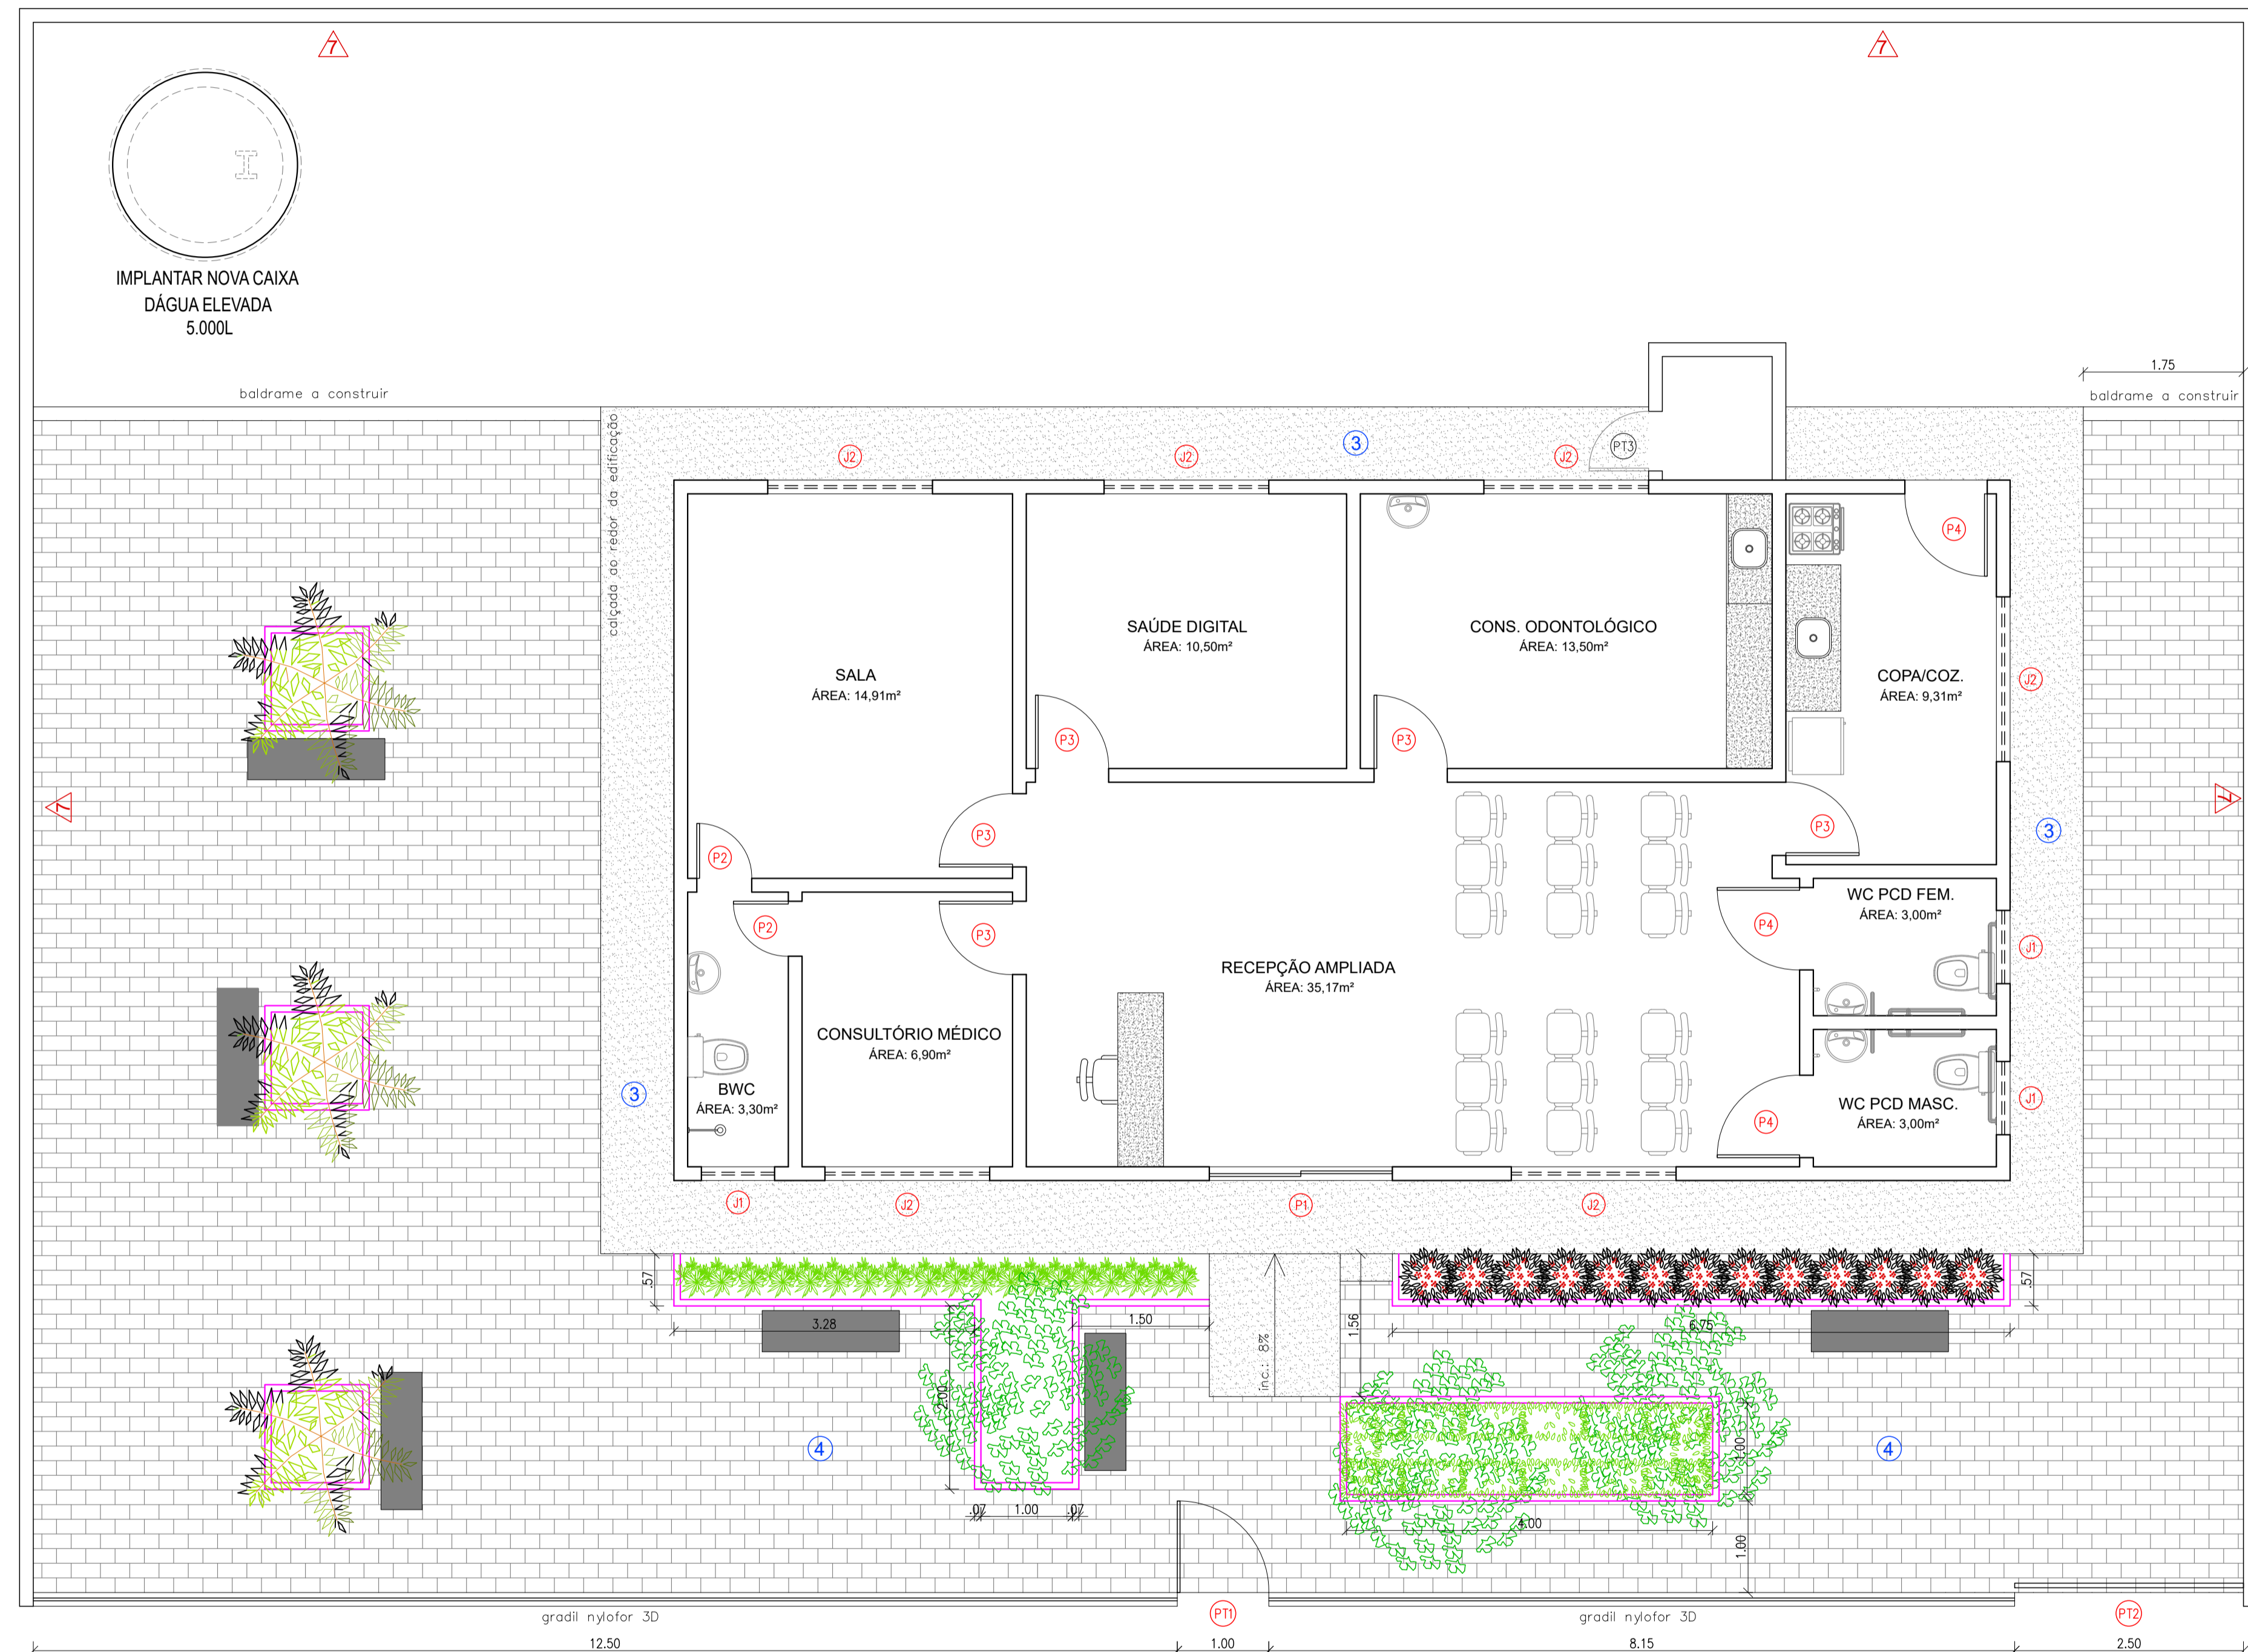 7
7
IMPLANTAR NOVA CAIXA
DÁGUA ELEVADA
5.000L
1.75
baldrame a construir
baldrame a construir
calçada ao redor da edificação
J2
J2
3
J2
PT3
P4
SALA
ÁREA: 14,91m²
SAÚDE DIGITAL
ÁREA: 10,50m²
CONS. ODONTOLÓGICO
ÁREA: 13,50m²
COPA/COZ.
ÁREA: 9,31m²
J2
P3
P3
7
7
P3
P3
3
P2
P2
P3
P4
WC PCD FEM.
ÁREA: 3,00m²
J1
RECEPÇÃO AMPLIADA
ÁREA: 35,17m²
CONSULTÓRIO MÉDICO
ÁREA: 6,90m²
3
BWC
ÁREA: 3,30m²
P4
WC PCD MASC.
ÁREA: 3,00m²
J1
J1
J2
P1
J2
.57
.57
3.28
1.50
inc.: 8%
1.56
6.75
2.00
4
1.00
4
.07
1.00
.07
4.00
1.00
gradil nylofor 3D
PT1
gradil nylofor 3D
PT2
12.50
1.00
8.15
2.50